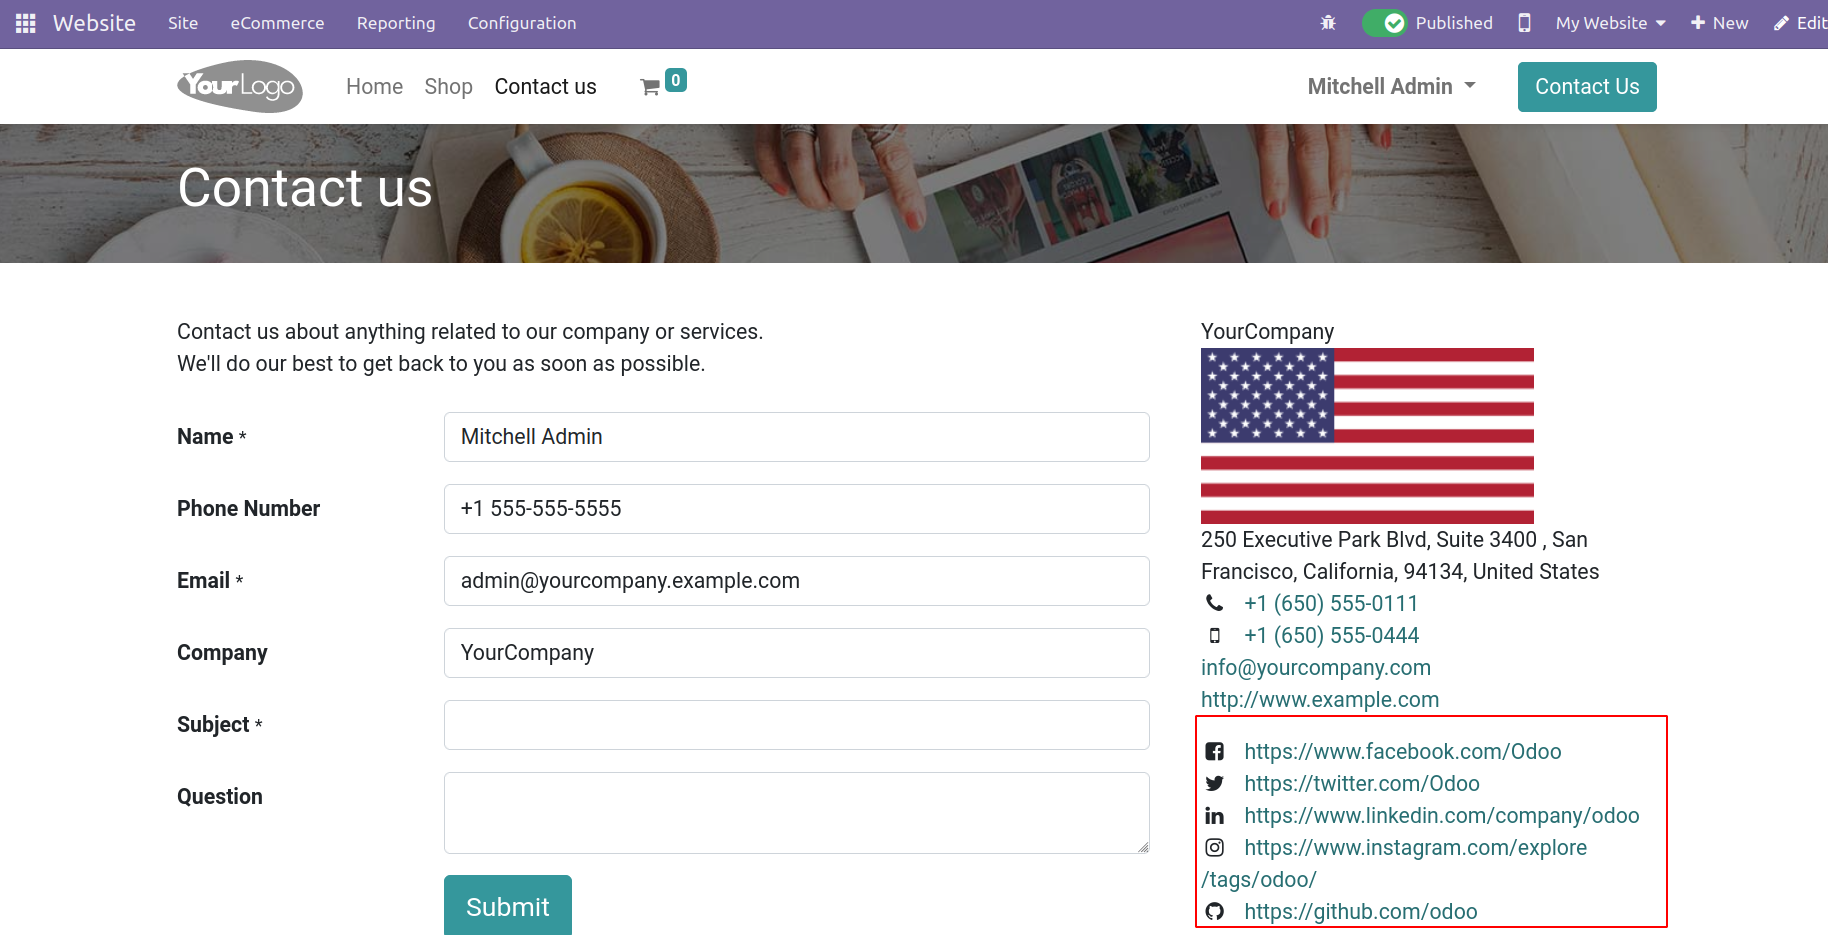 Website Site eCommerce Reporting Configuration Published My Website New Edit
YourLogo Home Shop Contact us 0 Mitchell Admin Contact Us
Contact us
Contact us about anything related to our company or services.
We'll do our best to get back to you as soon as possible.
Name *
Mitchell Admin
Phone Number
+1 555-555-5555
Email *
admin@yourcompany.example.com
Company
YourCompany
Subject *
Question
Submit
YourCompany
250 Executive Park Blvd, Suite 3400 , San
Francisco, California, 94134, United States
+1 (650) 555-0111
+1 (650) 555-0444
info@yourcompany.com
http://www.example.com
https://www.facebook.com/Odoo
https://twitter.com/Odoo
https://www.linkedin.com/company/odoo
https://www.instagram.com/explore
/tags/odoo/
https://github.com/odoo